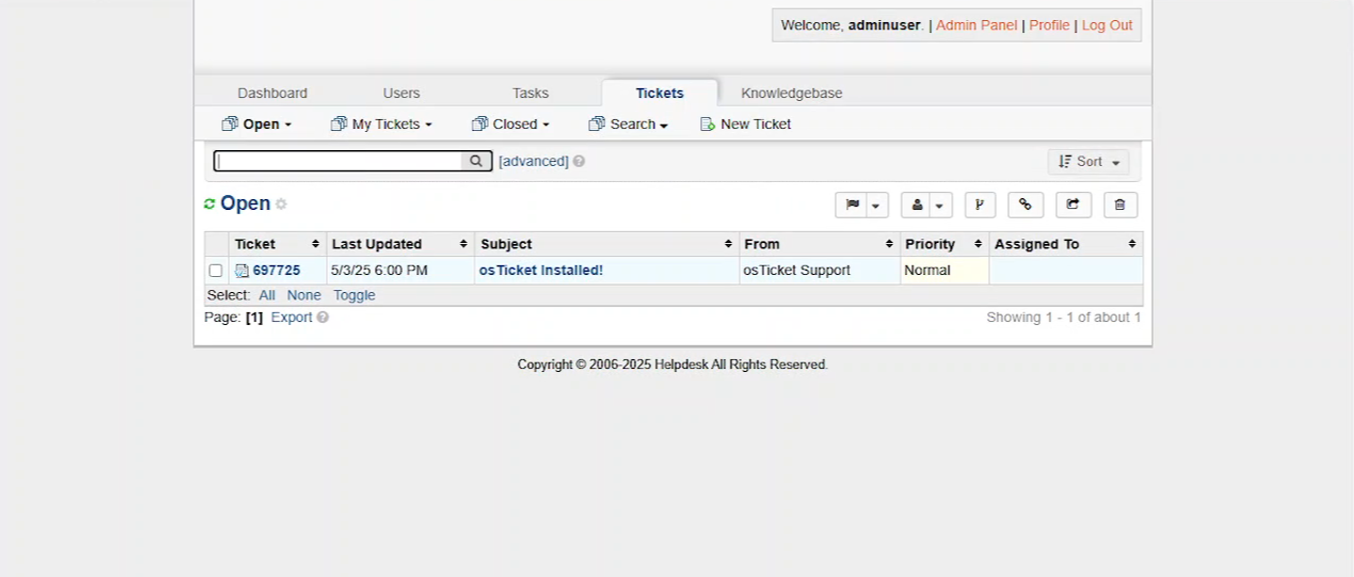 Welcome, adminuser. | Admin Panel | Profile | Log Out
Dashboard Users Tasks Tickets Knowledgebase
Open My Tickets Closed Search New Ticket
[advanced] Sort
Open
Ticket Last Updated Subject From Priority Assigned To
697725 5/3/25 6:00 PM osTicket Installed! osTicket Support Normal
Select: All None Toggle
Page: [1] Export Showing 1 - 1 of about 1
Copyright © 2006-2025 Helpdesk All Rights Reserved.